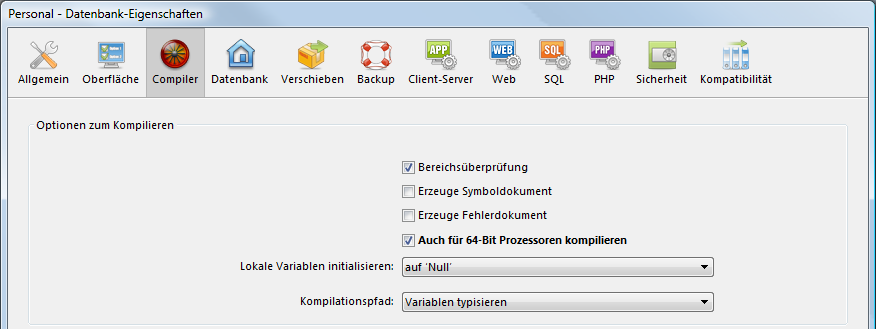 Personal - Datenbank-Eigenschaften
APP WEB SQL PHP
Allgemein Oberfläche Compiler Datenbank Verschieben Backup Client-Server Web SQL PHP Sicherheit Kompatibilität
Optionen zum Kompilieren
Bereichsüberprüfung
Erzeuge Symboldokument
Erzeuge Fehlerdokument
Auch für 64-Bit Prozessoren kompilieren
Lokale Variablen initialisieren: auf 'Null'
Kompilationspfad: Variablen typisieren